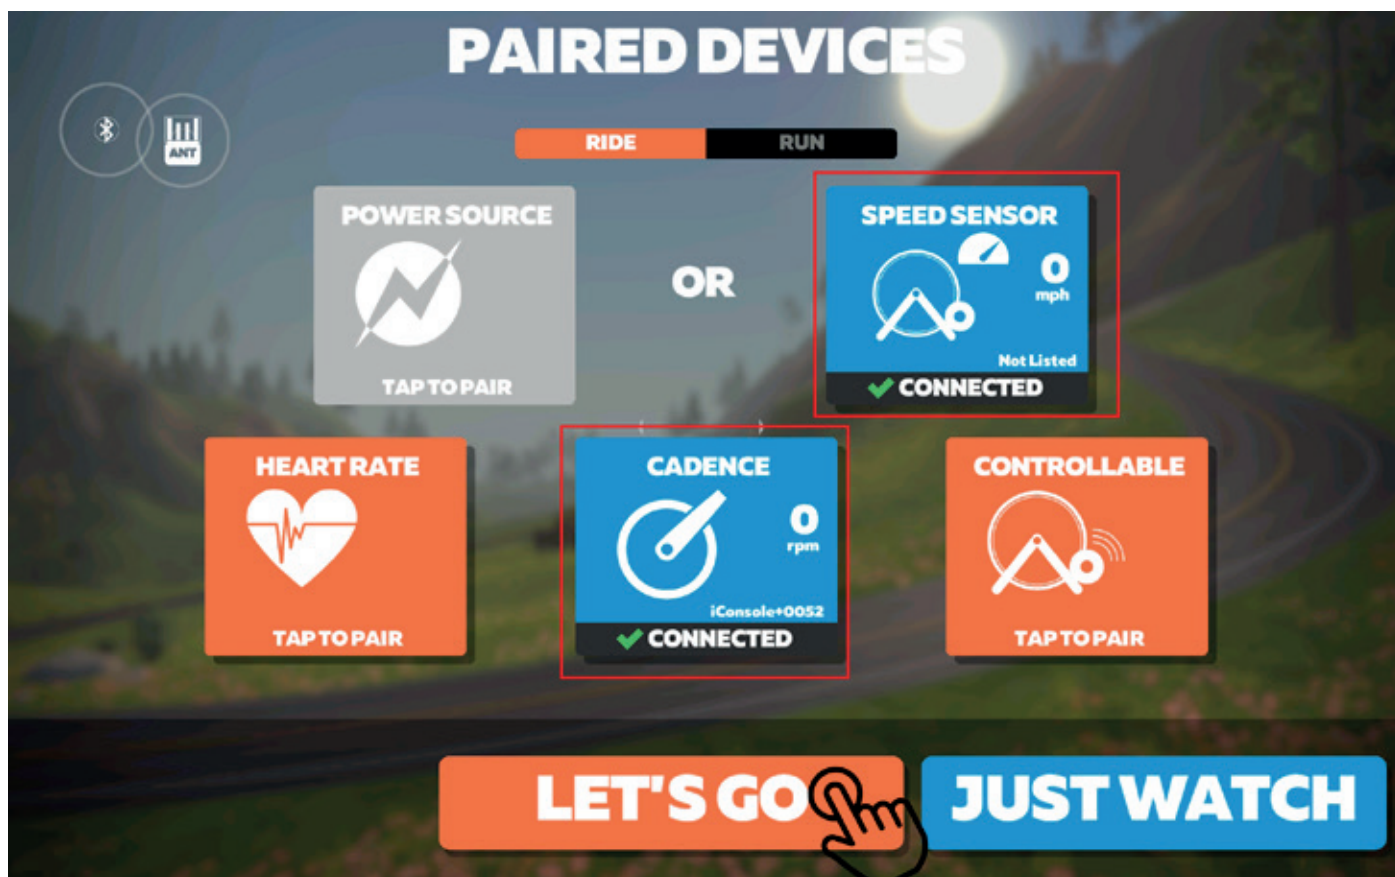 PAIRED DEVICES
ANT
RIDE
RUN
POWER SOURCE
TAP TO PAIR
OR
SPEED SENSOR
0
mph
Not Listed
CONNECTED
HEART RATE
TAP TO PAIR
CADENCE
0
rpm
iConsole+0052
CONNECTED
CONTROLLABLE
TAP TO PAIR
LET'S GO
JUST WATCH